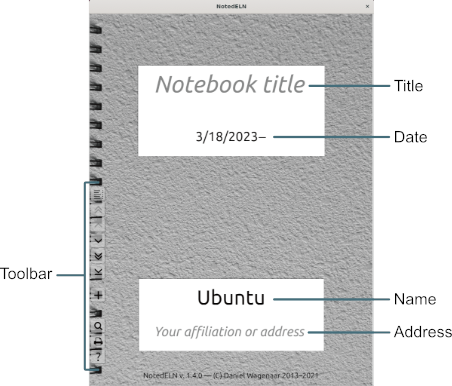 NotedELN
Notebook title
Title
3/18/2023–
Date
Toolbar
Ubuntu
Name
Your affiliation or address
Address
?
NotedELN v, 1.4.0 — (C) Daniel Wagenaar 2013–2021